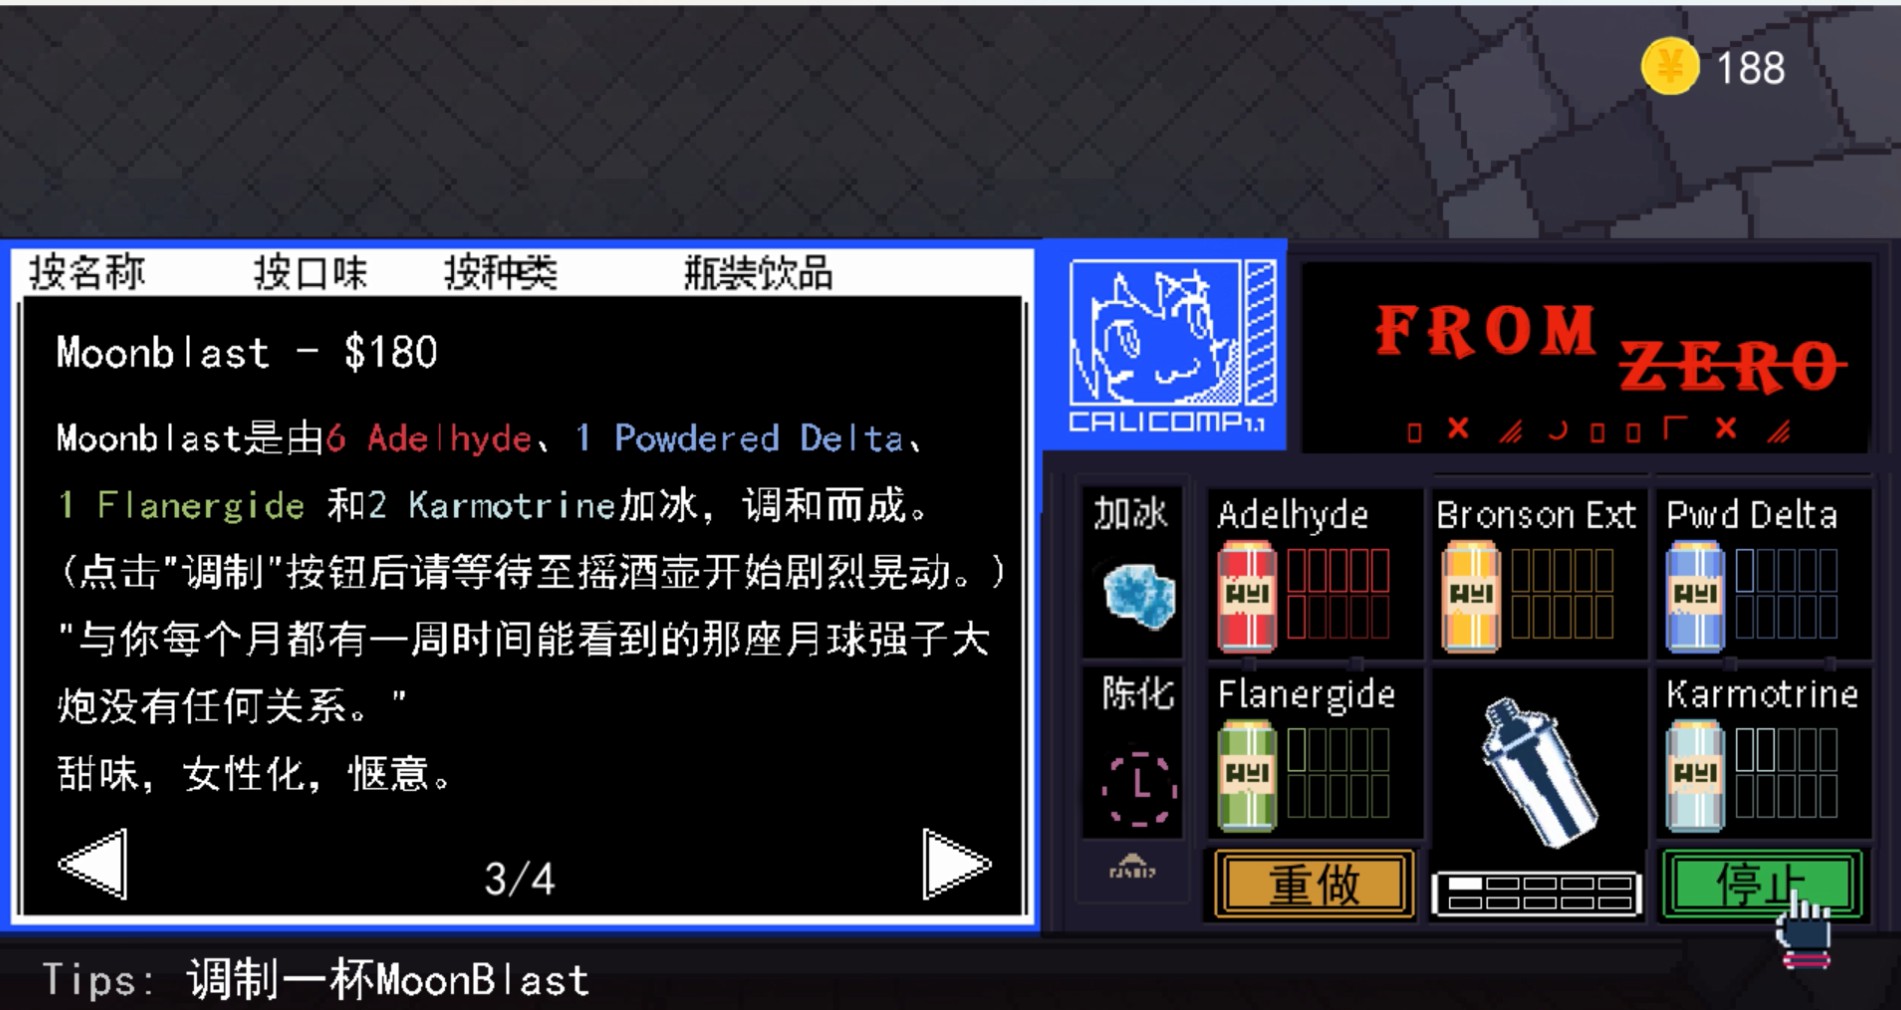 188
按名称 按口味 按种类 瓶装饮品
Moonblast - $180
Moonblast是由6 Adelhyde、1 Powdered Delta、
1 Flanergide 和2 Karmotrine加冰，调和而成。
(点击"调制"按钮后请等待至摇酒壶开始剧烈晃动。)
"与你每个月都有一周时间能看到的那座月球强子大
炮没有任何关系。"
甜味，女性化，惬意。
3/4
CALICOMP1.1
FROM
ZERO
加冰
Adelhyde
Bronson Ext
Pwd Delta
陈化
Flanergide
Karmotrine
重做
停止
Tips: 调制一杯MoonBlast